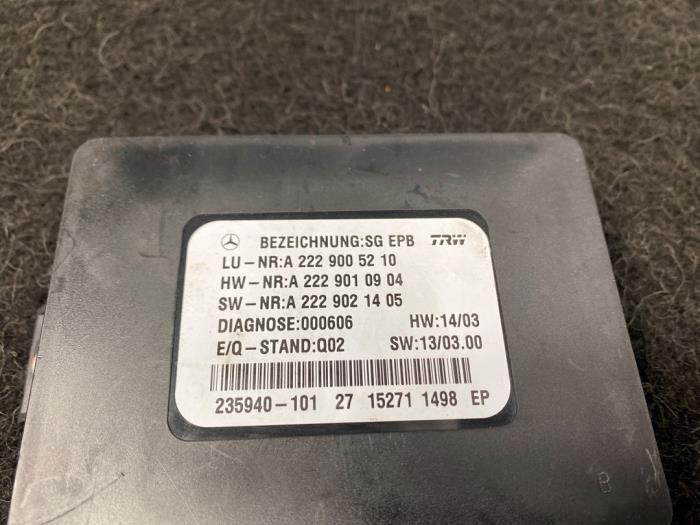 BEZEICHNUNG:SG EPB TRW
LU-NR:A 222 900 52 10
HW-NR:A 222 901 09 04
SW-NR:A 222 902 14 05
DIAGNOSE:000606 HW:14/03
E/Q-STAND:Q02 SW:13/03.00
235940-101 27 15271 1498 EP
B